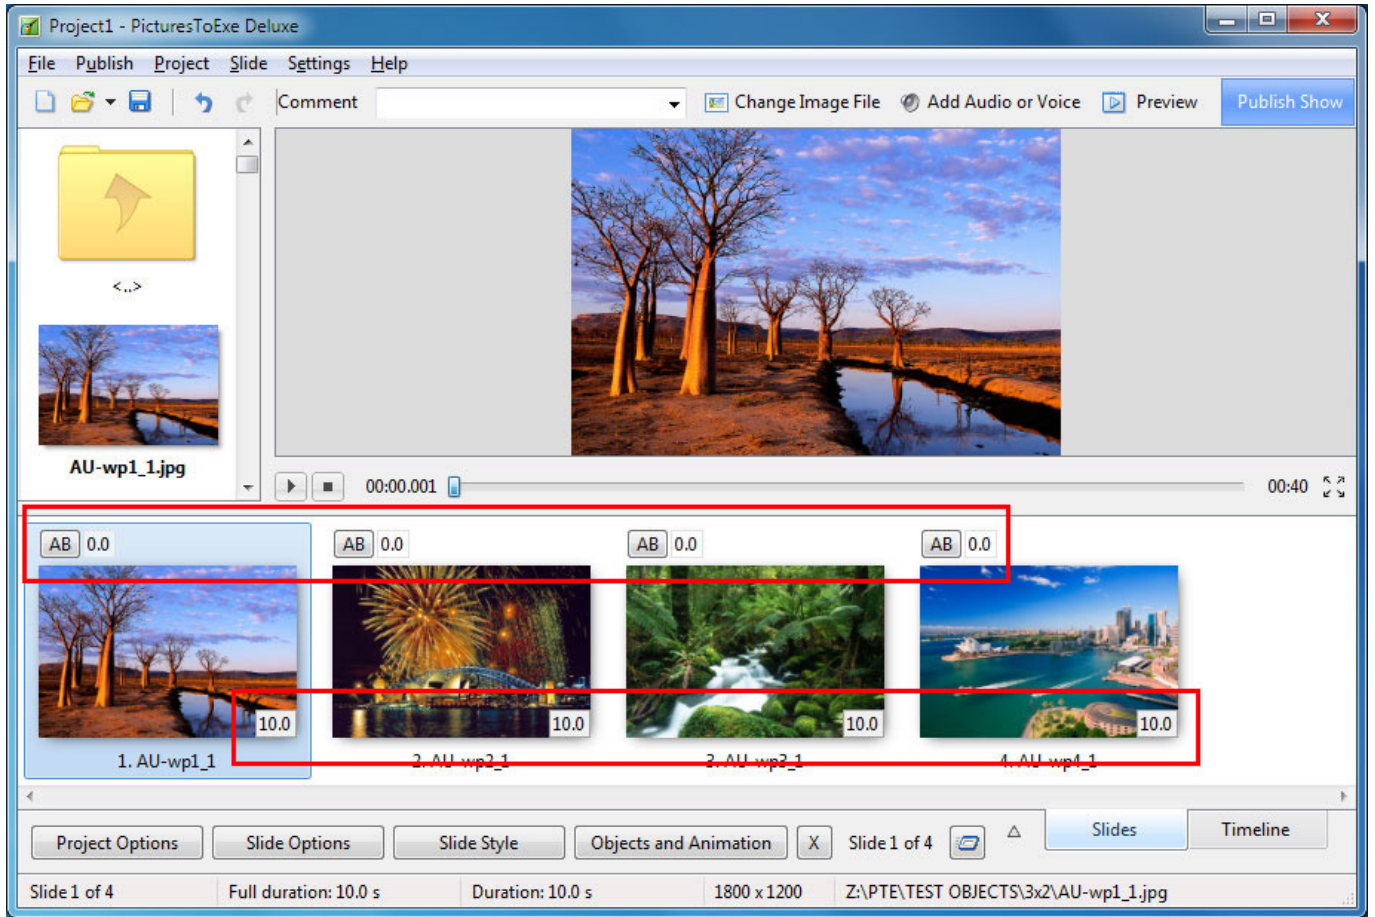 Project1 - PicturesToExe Deluxe
File Publish Project Slide Settings Help
Comment Change Image File Add Audio or Voice Preview Publish Show
<..>
AU-wp1_1.jpg
00:00.001 00:40
AB 0.0 AB 0.0 AB 0.0 AB 0.0
10.0 10.0 10.0 10.0
1. AU-wp1_1 2. AU-wp2_1 3. AU-wp3_1 4. AU-wp4_1
Project Options Slide Options Slide Style Objects and Animation X Slide 1 of 4 Slides Timeline
Slide 1 of 4 Full duration: 10.0 s Duration: 10.0 s 1800 x 1200 Z:\PTE\TEST OBJECTS\3x2\AU-wp1_1.jpg